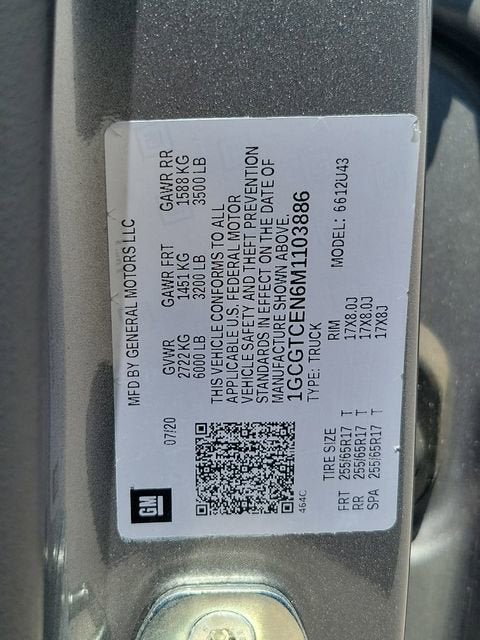 GM
07/20
MFD BY GENERAL MOTORS LLC
GVWR GAWR FRT GAWR RR
2722 KG 1451 KG 1588 KG
6000 LB 3200 LB 3500 LB
THIS VEHICLE CONFORMS TO ALL
APPLICABLE U.S. FEDERAL MOTOR
VEHICLE SAFETY AND THEFT PREVENTION
STANDARDS IN EFFECT ON THE DATE OF
MANUFACTURE SHOWN ABOVE.
1GCGTCEN6M1103886
464C
TYPE: TRUCK
MODEL: 6612U43
TIRE SIZE RIM
FRT 255/65R17 T 17X8.0J
RR 255/65R17 T 17X8.0J
SPA 255/65R17 T 17X8J